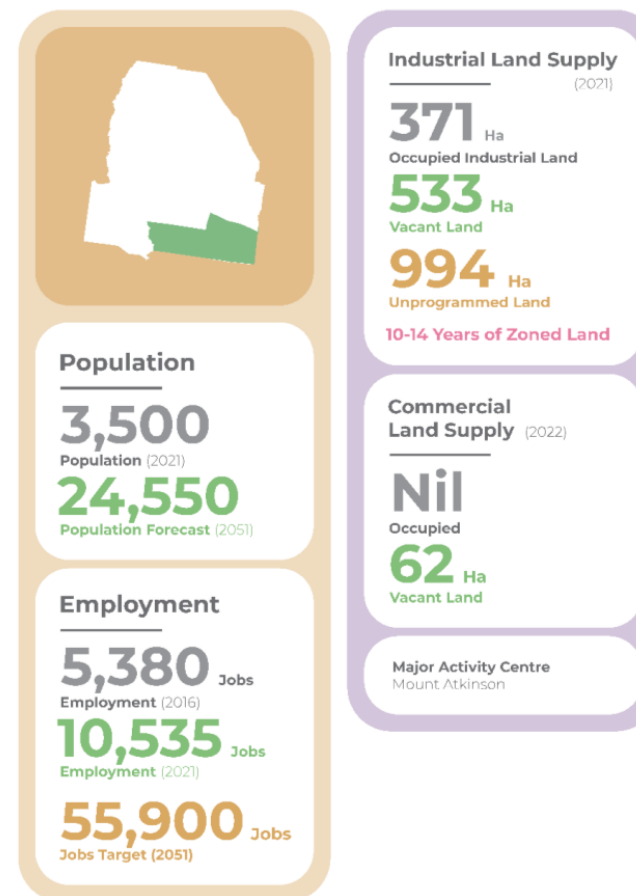 Population
3,500
Population (2021)
24,550
Population Forecast (2051)
Employment
5,380 Jobs
Employment (2016)
10,535 Jobs
Employment (2021)
55,900 Jobs
Jobs Target (2051)
Industrial Land Supply
(2021)
371 Ha
Occupied Industrial Land
533 Ha
Vacant Land
994 Ha
Unprogrammed Land
10-14 Years of Zoned Land
Commercial
Land Supply (2022)
Nil
Occupied
62 Ha
Vacant Land
Major Activity Centre
Mount Atkinson